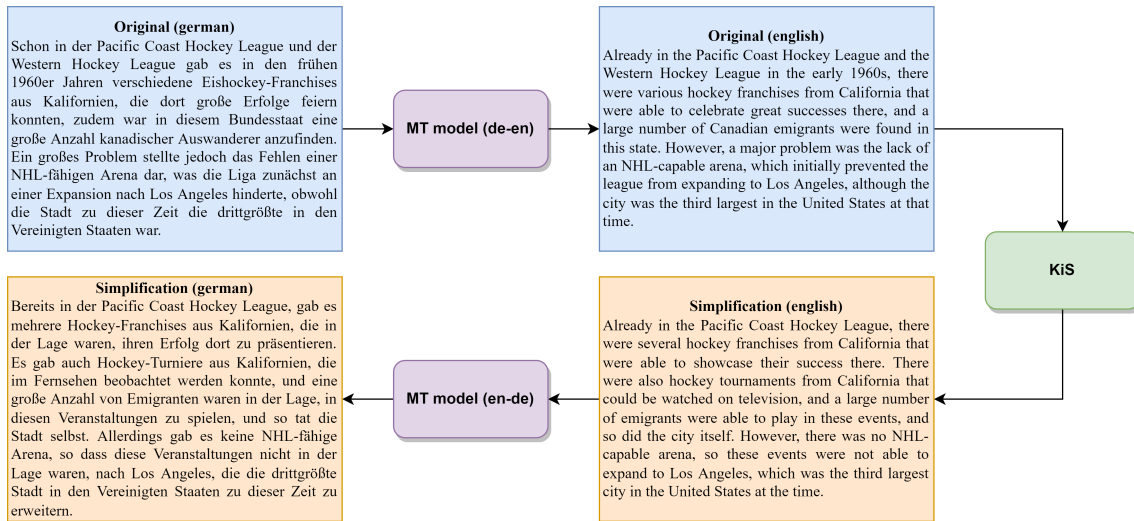 Original (german)
Schon in der Pacific Coast Hockey League und der
Western Hockey League gab es in den frühen
1960er Jahren verschiedene Eishockey-Franchises
aus Kalifornien, die dort große Erfolge feiern
konnten, zudem war in diesem Bundesstaat eine
große Anzahl kanadischer Auswanderer anzufinden.
Ein großes Problem stellte jedoch das Fehlen einer
NHL-fähigen Arena dar, was die Liga zunächst an
einer Expansion nach Los Angeles hinderte, obwohl
die Stadt zu dieser Zeit die drittgrößte in den
Vereinigten Staaten war.
MT model (de-en)
Original (english)
Already in the Pacific Coast Hockey League and the
Western Hockey League in the early 1960s, there
were various hockey franchises from California that
were able to celebrate great successes there, and a
large number of Canadian emigrants were found in
this state. However, a major problem was the lack of
an NHL-capable arena, which initially prevented the
league from expanding to Los Angeles, although the
city was the third largest in the United States at that
time.
KiS
Simplification (english)
Already in the Pacific Coast Hockey League, there
were several hockey franchises from California that
were able to showcase their success there. There
were also hockey tournaments from California that
could be watched on television, and a large number
of emigrants were able to play in these events, and
so did the city itself. However, there was no NHL-
capable arena, so these events were not able to
expand to Los Angeles, which was the third largest
city in the United States at the time.
MT model (en-de)
Simplification (german)
Bereits in der Pacific Coast Hockey League, gab es
mehrere Hockey-Franchises aus Kalifornien, die in
der Lage waren, ihren Erfolg dort zu präsentieren.
Es gab auch Hockey-Turniere aus Kalifornien, die
im Fernsehen beobachtet werden konnte, und eine
große Anzahl von Emigranten waren in der Lage, in
diesen Veranstaltungen zu spielen, und so tat die
Stadt selbst. Allerdings gab es keine NHL-fähige
Arena, so dass diese Veranstaltungen nicht in der
Lage waren, nach Los Angeles, die die drittgrößte
Stadt in den Vereinigten Staaten zu dieser Zeit zu
erweitern.